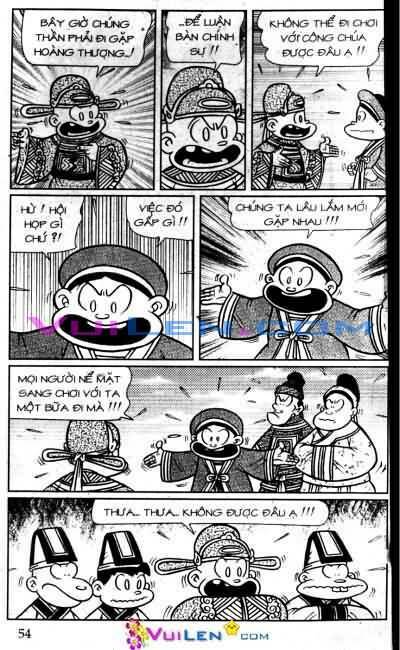 BÂY GIỜ CHÚNG
THẦN PHẢI ĐI GẶP
HOÀNG THƯỢNG..!
..ĐỂ LUẬN
BÀN CHÍNH
SỰ !!
KHÔNG THỂ ĐI CHƠI
VỚI CÔNG CHÚA
ĐƯỢC ĐÂU Ạ !!
HỪ ! HỘI
HỌP GÌ
CHỨ ?!
VIỆC ĐÓ
GẤP GÌ !!
CHÚNG TA LÂU LẮM MỚI
GẶP NHAU !!!
VUILEN.COM
MỌI NGƯỜI NỂ MẶT
SANG CHƠI VỚI TA
MỘT BỮA ĐI MÀ !!!
THƯA... THƯA... KHÔNG ĐƯỢC ĐÂU Ạ !!!
54
VUILEN.COM